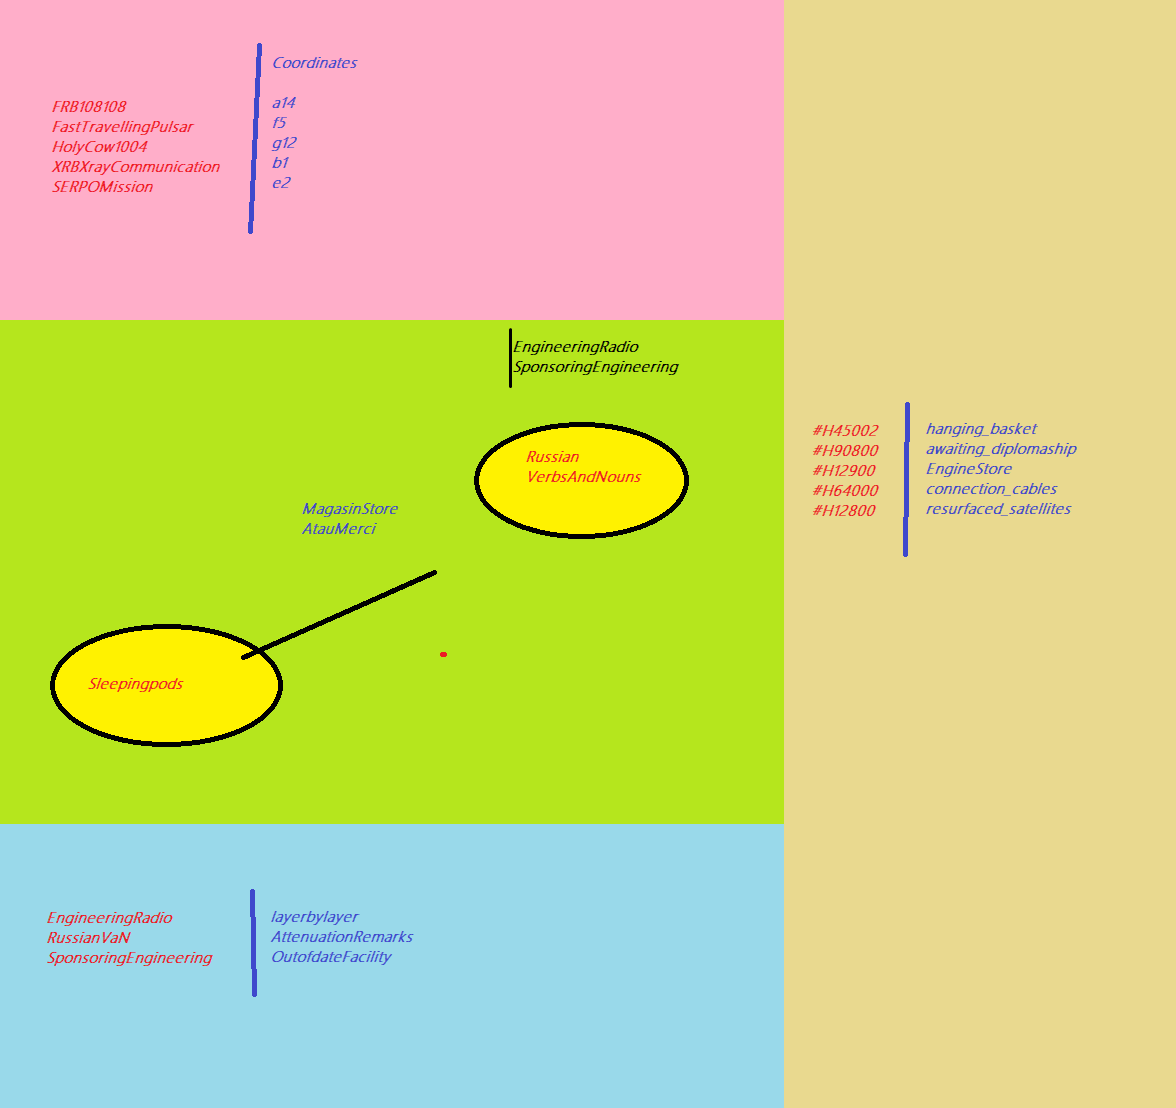 Coordinates
FRB108108
FastTravellingPulsar
HolyCow1004
XRBXrayCommunication
SERPOMission
a14
f5
g12
b1
e2
EngineeringRadio
SponsoringEngineering
Russian
VerbsAndNouns
MagasinStore
AtauMerci
Sleepingpods
#H45002
#H90800
#H12900
#H64000
#H12800
hanging_basket
awaiting_diplomaship
EngineStore
connection_cables
resurfaced_satellites
EngineeringRadio
RussianVaN
SponsoringEngineering
layerbylayer
AttenuationRemarks
OutofdateFacility